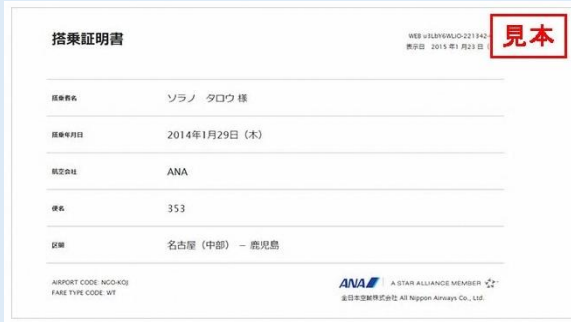 搭乗証明書
見本
表示日 2015年1月23日
搭乗者名 ソラノ タロウ 様
搭乗年月日 2014年1月29日（木）
航空会社 ANA
便名 353
区間 名古屋（中部） － 鹿児島
AIRPORT CODE: NGO-KOJ
FARE TYPE CODE: WT
ANA A STAR ALLIANCE MEMBER
全日本空輸株式会社 All Nippon Airways Co., Ltd.